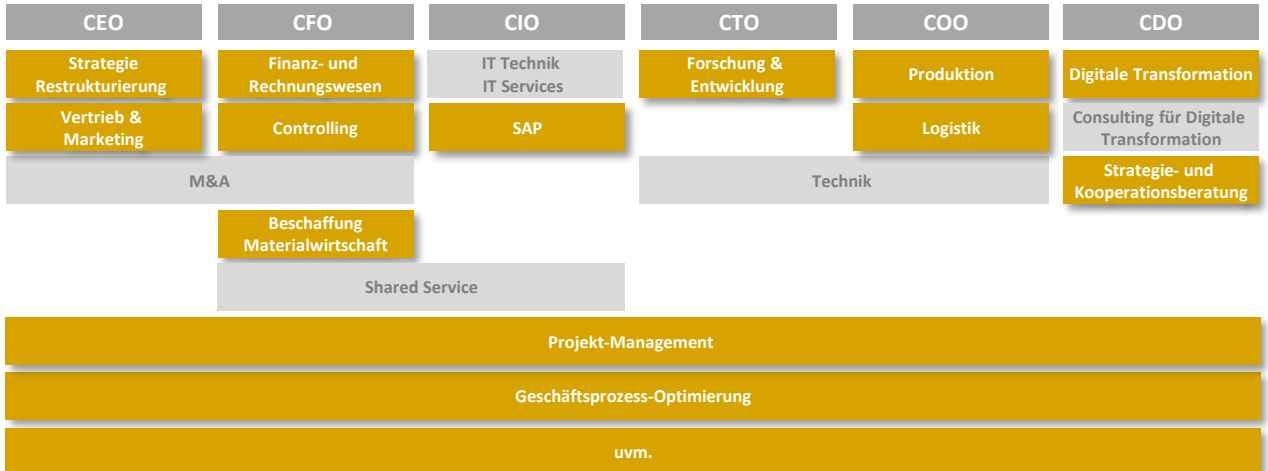 CEO
CFO
CIO
CTO
COO
CDO
Strategie
Restrukturierung
Finanz- und
Rechnungswesen
IT Technik
IT Services
Forschung &
Entwicklung
Produktion
Digitale Transformation
Vertrieb &
Marketing
Controlling
SAP
Logistik
Consulting für Digitale
Transformation
M&A
Technik
Strategie- und
Kooperationsberatung
Beschaffung
Materialwirtschaft
Shared Service
Projekt-Management
Geschäftsprozess-Optimierung
uvm.